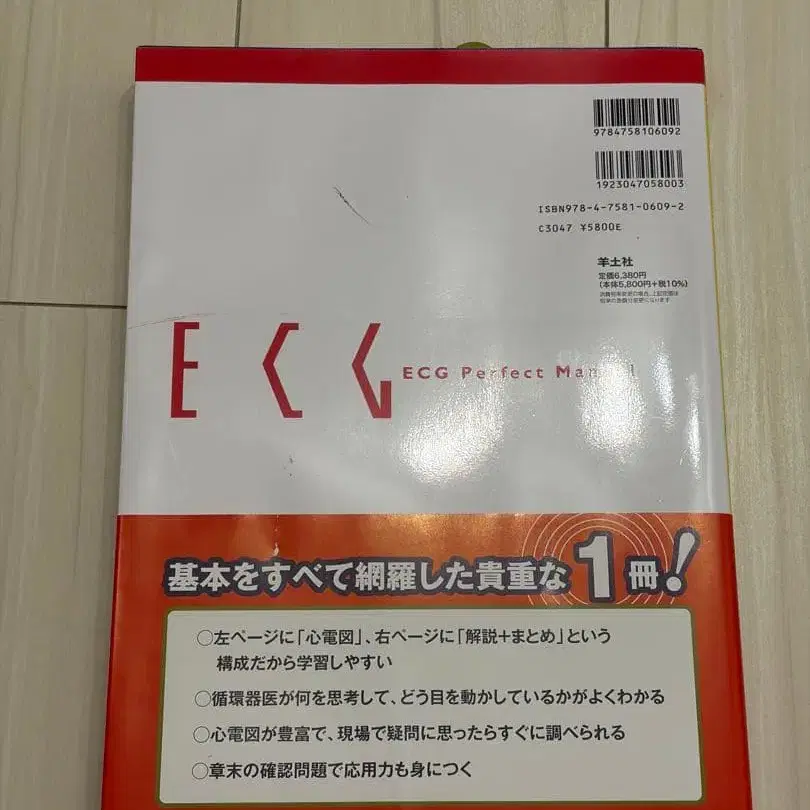 9784758106092
1923047058003
ISBN978-4-7581-0609-2
C3047 ¥5800E
羊土社
定価6,380円
(本体5,800円+税10%)
ECG
ECG Perfect
基本をすべて網羅した貴重な1冊!
○左ページに「心電図」、右ページに「解説+まとめ」という
構成だから学習しやすい
○循環器医が何を思考して、どう目を動かしているかがよくわかる
○心電図が豊富で、現場で疑問に思ったらすぐに調べられる
○章末の確認問題で応用力も身につく